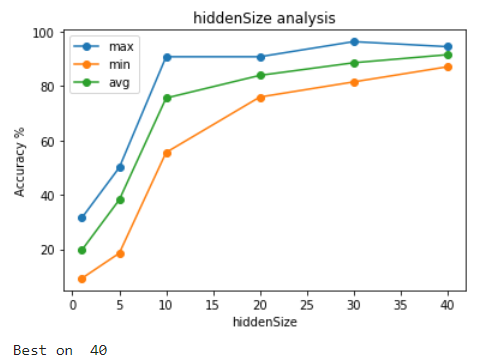 hiddenSize analysis
100
80
60
40
20
Accuracy %
max
min
avg
0 5 10 15 20 25 30 35 40
hiddenSize
Best on 40